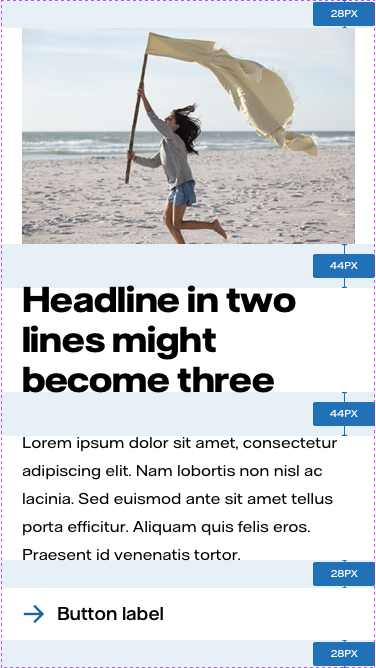 28PX
44PX
Headline in two
lines might
become three
44PX
Lorem ipsum dolor sit amet, consectetur
adipiscing elit. Nam lobortis non nisl ac
lacinia. Sed euismod ante sit amet tellus
porta efficitur. Aliquam quis felis eros.
Praesent id venenatis tortor.
28PX
Button label
28PX